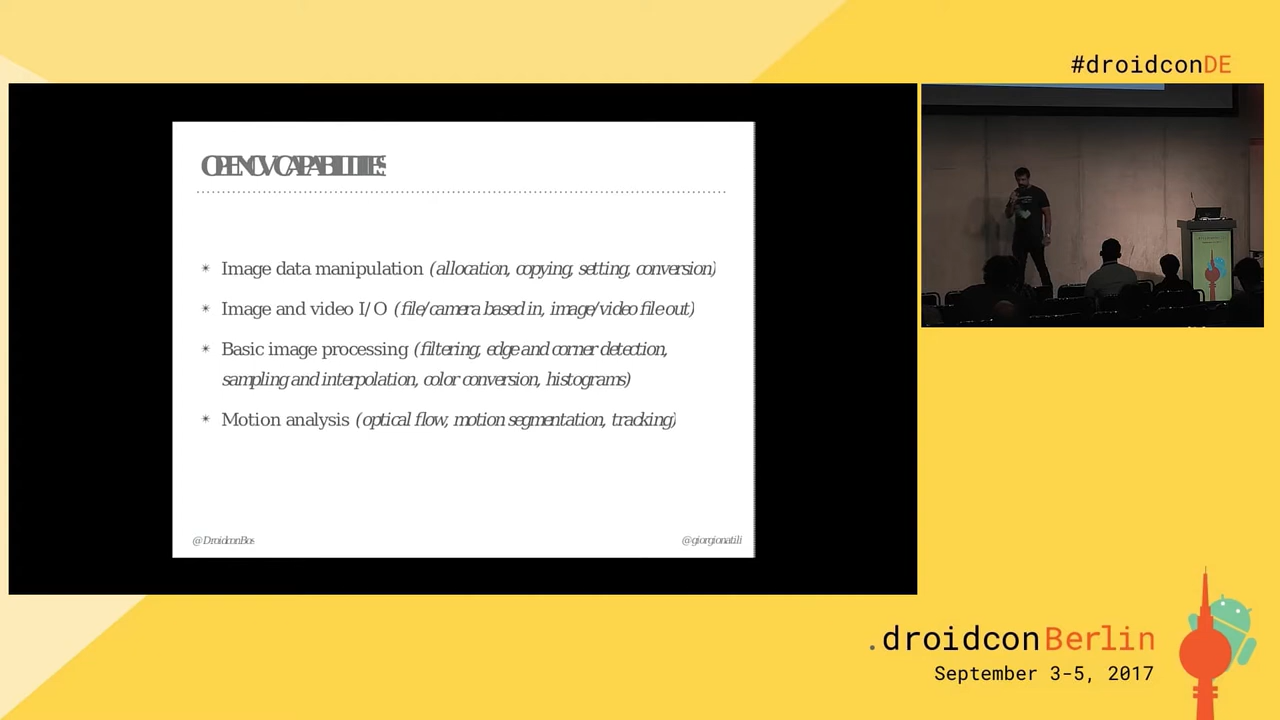 #droidconDE
OPENCV CAPABILITIES
✴ Image data manipulation (allocation, copying, setting, conversion)
✴ Image and video I/O (file/camera based in, image/video file out)
✴ Basic image processing (filtering, edge and corner detection,
sampling and interpolation, color conversion, histograms)
✴ Motion analysis (optical flow, motion segmentation, tracking)
@DroidconBos
@giorgionatili
.droidconBerlin
September 3-5, 2017